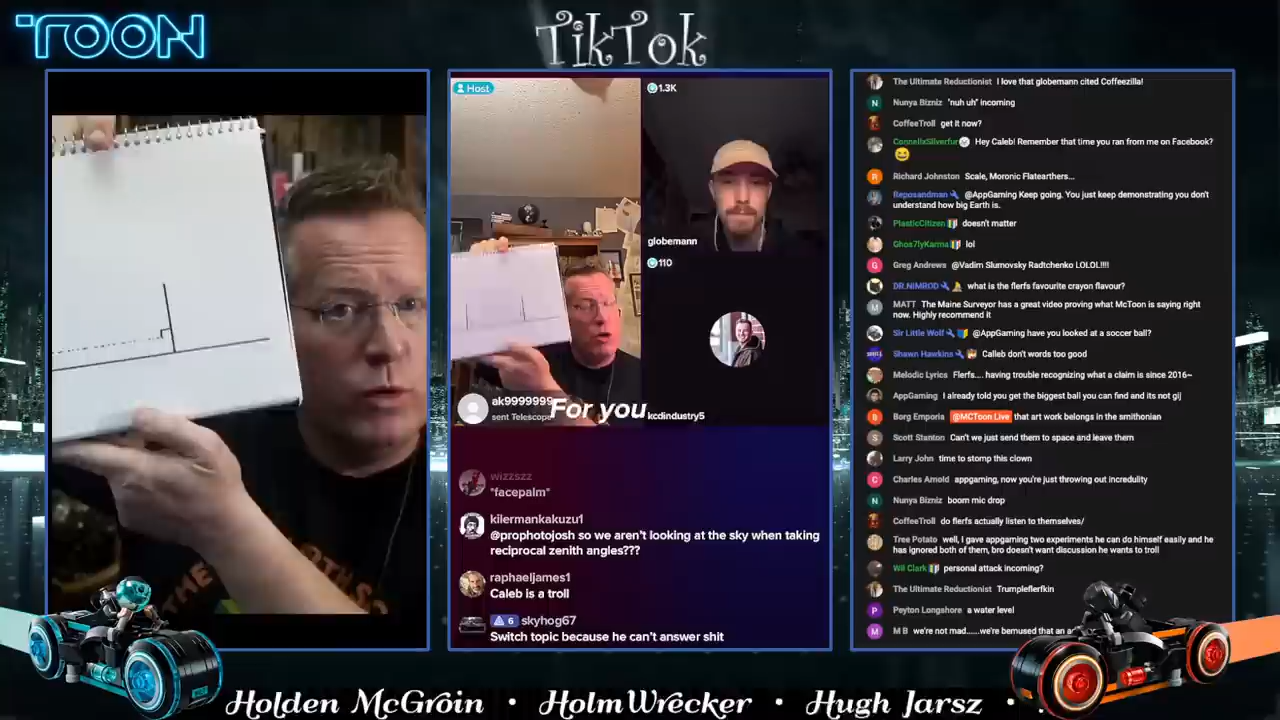 TOON
TikTok
Host
1.3K
globemann
110
ak9999999
sent Telescope
For you
kcdindustry5
wizzszz
*facepalm*
kilermankakuzu1
@prophotojosh so we aren't looking at the sky when taking
reciprocal zenith angles???
raphaeljames1
Caleb is a troll
6 skyhog67
Switch topic because he can't answer shit
The Ultimate Reductionist I love that globemann cited Coffeezilla!
Nunya Bizniz "nuh uh" incoming
CoffeeTroll get it now?
ConnelixSilverfur Hey Caleb! Remember that time you ran from me on Facebook?
Richard Johnston Scale, Moronic Flatearthers...
Reposandman @AppGaming Keep going. You just keep demonstrating you don't
understand how big Earth is.
PlasticCitizen doesn't matter
Ghos7lyKarma lol
Greg Andrews @Vadim Slumovsky Radtchenko LOLOL!!!!
DR.NIMROD what is the flerfs favourite crayon flavour?
MATT The Maine Surveyor has a great video proving what McToon is saying right
now. Highly recommend it
Sir Little Wolf @AppGaming have you looked at a soccer ball?
Shawn Hawkins Calleb don't words too good
Melodic Lyrics Flerfs.... having trouble recognizing what a claim is since 2016~
AppGaming I already told you get the biggest ball you can find and its not gij
Borg Emporia @MCToon Live that art work belongs in the smithonian
Scott Stanton Can't we just send them to space and leave them
Larry John time to stomp this clown
Charles Arnold appgaming, now you're just throwing out incredulity
Nunya Bizniz boom mic drop
CoffeeTroll do flerfs actually listen to themselves/
Tree Potato well, I gave appgarming two experiments he can do himself easily and he
has ignored both of them, bro doesn't want discussion he wants to troll
Wil Clark personal attack incoming?
The Ultimate Reductionist Trumpleflerfkin
Peyton Longshore a water level
M B we're not mad......we're bemused that an
THE
Holden McGroin • HolmWrecker • Hugh Jarsz •